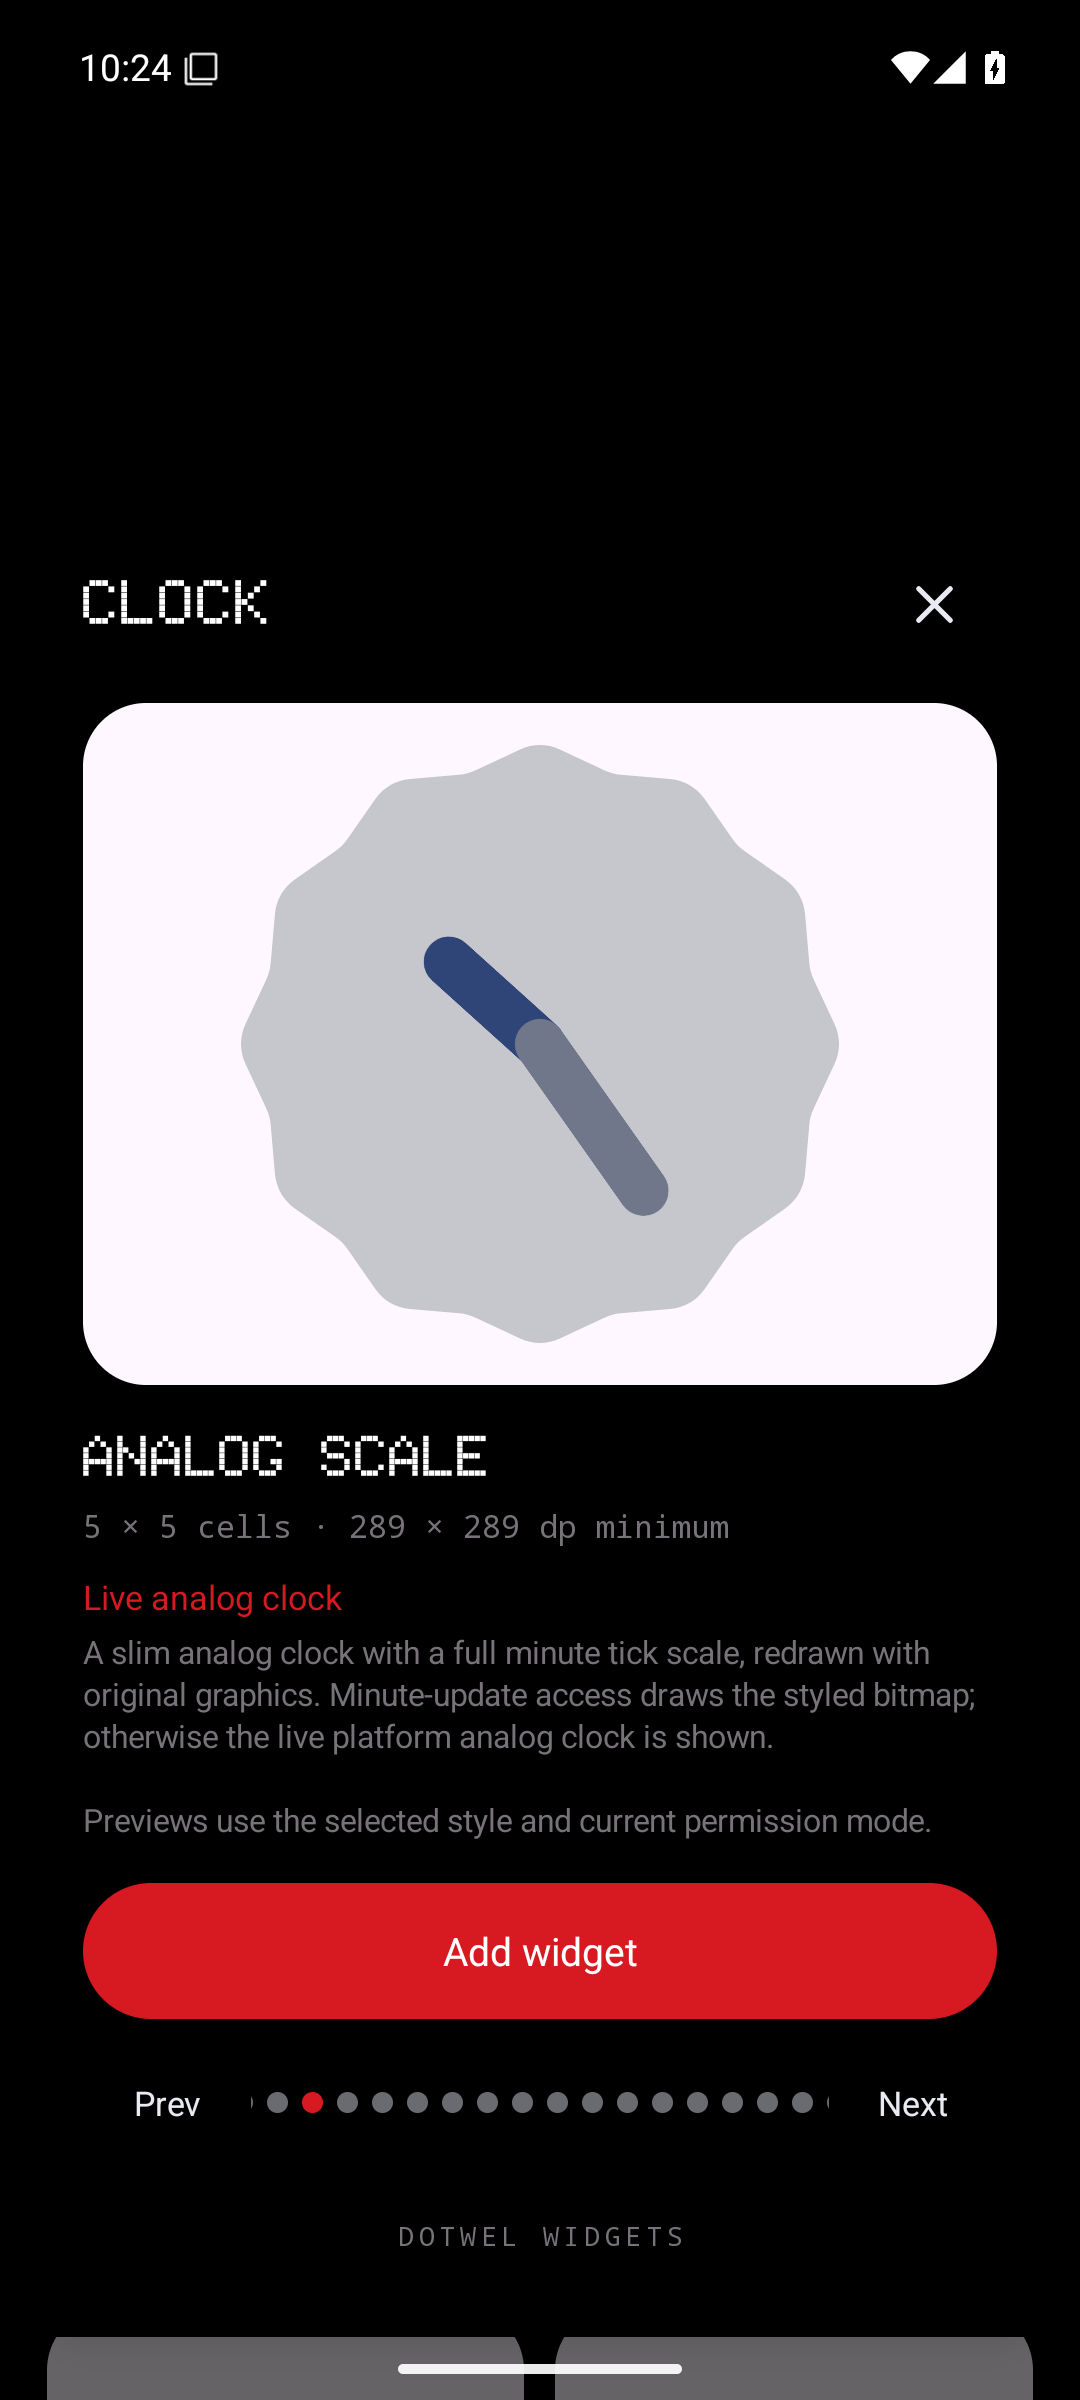 10:24
CLOCK
ANALOG SCALE
5 × 5 cells · 289 × 289 dp minimum
Live analog clock
A slim analog clock with a full minute tick scale, redrawn with
original graphics. Minute-update access draws the styled bitmap;
otherwise the live platform analog clock is shown.
Previews use the selected style and current permission mode.
Add widget
Prev
Next
DOTWEL WIDGETS